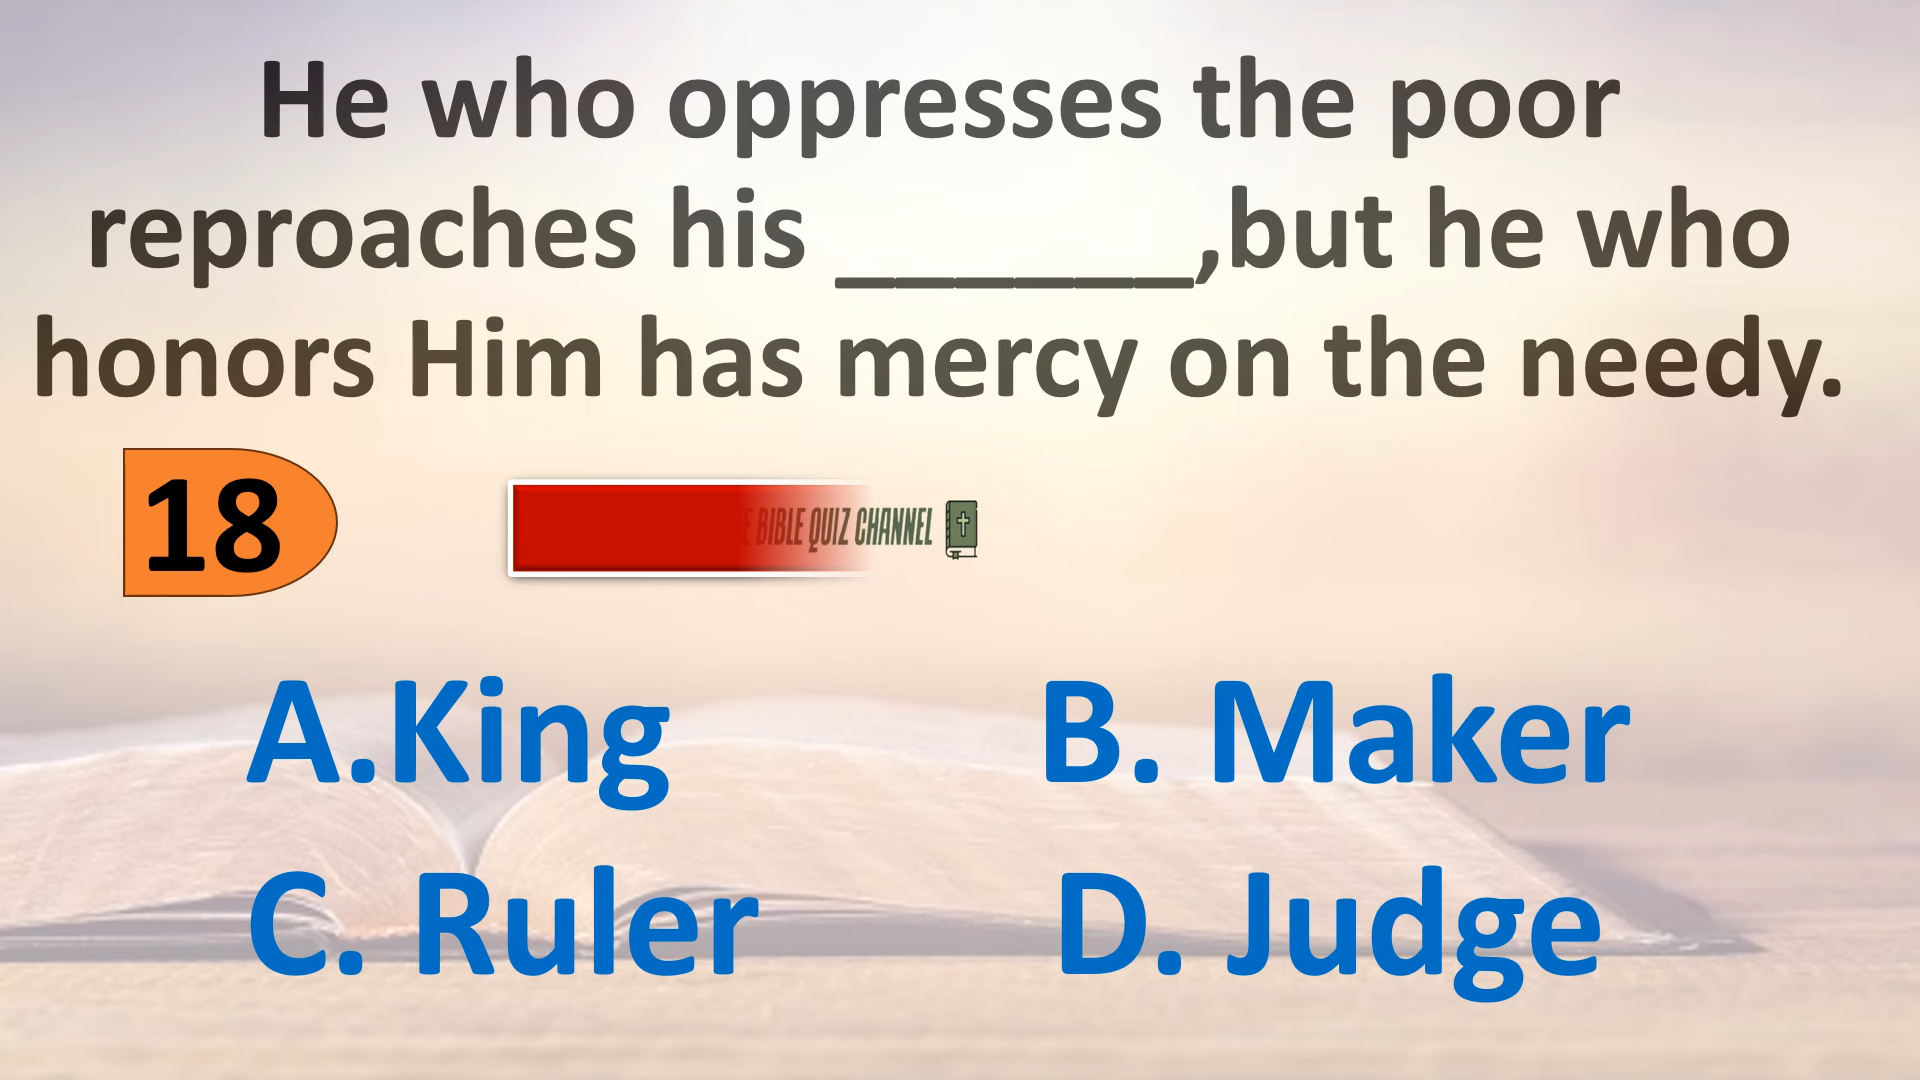 He who oppresses the poor
reproaches his ______,but he who
honors Him has mercy on the needy.
18
BIBLE QUIZ CHANNEL
A.King
B. Maker
C. Ruler
D. Judge